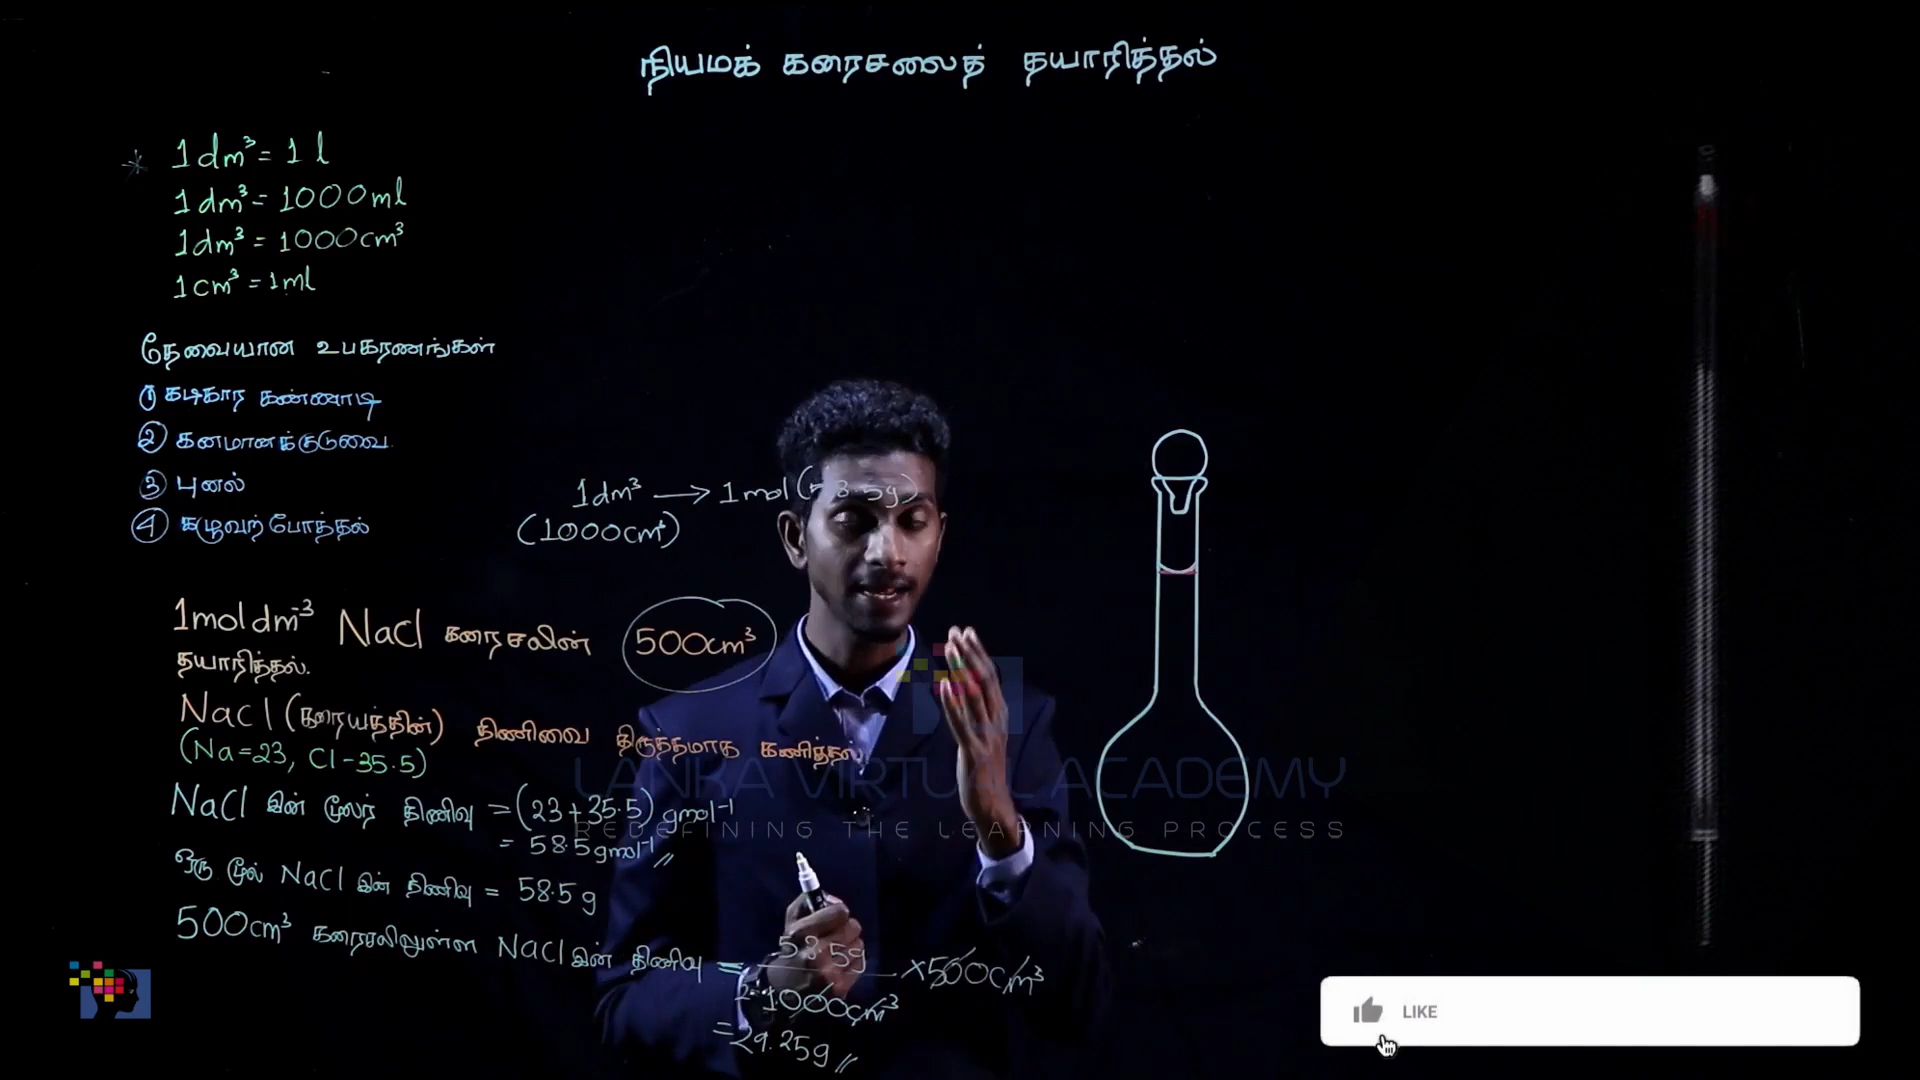 நியமக் கரைசலைத் தயாரித்தல்
* 1dm³ = 1 l
1dm³ = 1000ml
1dm³ = 1000cm³
1cm³ = 1ml
தேவையான உபகரணங்கள்
① கடிகார கண்ணாடி
② கனமானக்குடுவை
③ புனல்
④ கழுவற்போத்தல்
1dm³ → 1mol (58.5g)
(1000cm³)
1moldm⁻³ NaCl கரைசலின் 500cm³
தயாரித்தல்.
NaCl (கரையத்தின்) திணிவை திருத்தமாக கணித்தல்
(Na=23, Cl-35.5)
NaCl இன் மூலர் திணிவு = (23+35.5) gmol⁻¹
= 58.5gmol⁻¹
ஒரு மூல் NaCl இன் திணிவு = 58.5g
500cm³ கரைசலிலுள்ள NaCl இன் திணிவு = 58.5g / 1000cm³ × 500cm³
2
= 29.25g
LANKA VIRTUAL ACADEMY
REDEFINING THE LEARNING PROCESS
LIKE